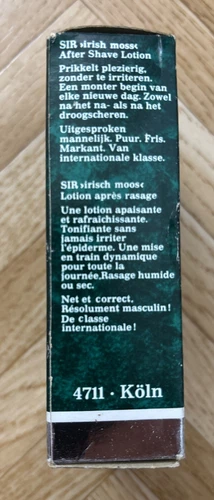 SIR ›irish moss‹
After Shave Lotion
Prikkelt plezierig,
zonder te irriteren.
Een monter begin van
elke nieuwe dag. Zowel
na het na- als na het
droogscheren.
Uitgesproken
mannelijk. Puur. Fris.
Markant. Van
internationale klasse.
SIR ›irisch moos‹
Lotion après rasage
Une lotion apaisante
et rafraichissante.
Tonifiante sans
jamais irriter
l'épiderme. Une mise
en train dynamique
pour toute la
journée,Rasage humide
ou sec.
Net et correct,
Résolument masculin!
De classe
internationale!
4711 · Köln